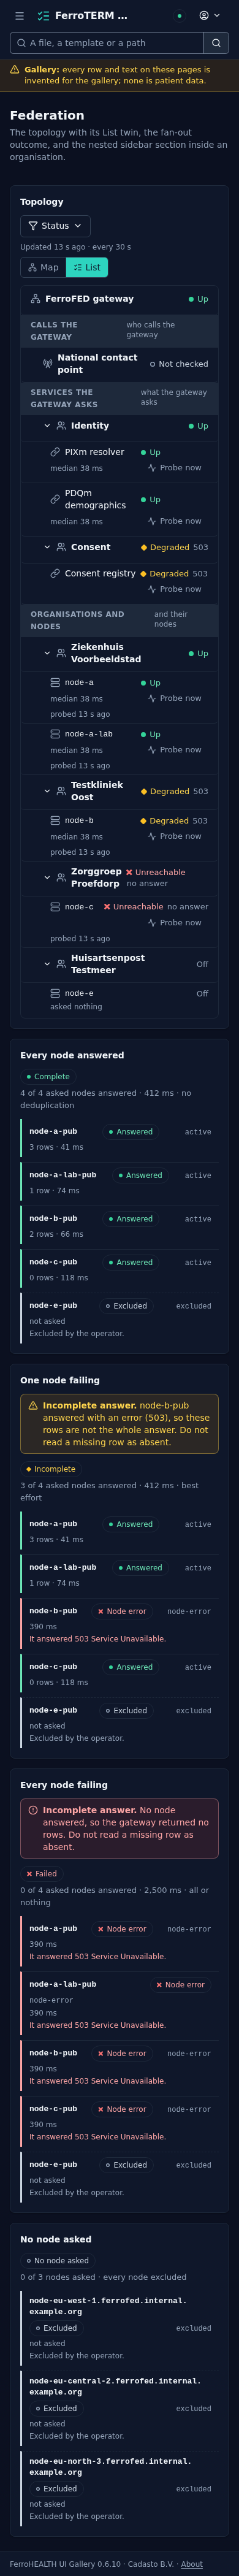 FerroTERM …
A file, a template or a path
Gallery: every row and text on these pages is
invented for the gallery; none is patient data.
Federation
The topology with its List twin, the fan-out
outcome, and the nested sidebar section inside an
organisation.
Topology
Status
Updated 13 s ago · every 30 s
Map List
FerroFED gateway Up
CALLS THE GATEWAY who calls the gateway
National contact point Not checked
SERVICES THE GATEWAY ASKS what the gateway asks
Identity Up
PIXm resolver Up
median 38 ms Probe now
PDQm demographics Up
median 38 ms Probe now
Consent Degraded 503
Consent registry Degraded 503
Probe now
ORGANISATIONS AND NODES and their nodes
Ziekenhuis Voorbeeldstad Up
node-a Up
median 38 ms Probe now
probed 13 s ago
node-a-lab Up
median 38 ms Probe now
probed 13 s ago
Testkliniek Oost Degraded 503
node-b Degraded 503
median 38 ms Probe now
probed 13 s ago
Zorggroep Proefdorp Unreachable no answer
node-c Unreachable no answer
Probe now
probed 13 s ago
Huisartsenpost Testmeer Off
node-e Off
asked nothing
Every node answered
Complete
4 of 4 asked nodes answered · 412 ms · no
deduplication
node-a-pub Answered active
3 rows · 41 ms
node-a-lab-pub Answered active
1 row · 74 ms
node-b-pub Answered active
2 rows · 66 ms
node-c-pub Answered active
0 rows · 118 ms
node-e-pub Excluded excluded
not asked
Excluded by the operator.
One node failing
Incomplete answer. node-b-pub
answered with an error (503), so these
rows are not the whole answer. Do not
read a missing row as absent.
Incomplete
3 of 4 asked nodes answered · 412 ms · best
effort
node-a-pub Answered active
3 rows · 41 ms
node-a-lab-pub Answered active
1 row · 74 ms
node-b-pub Node error node-error
390 ms
It answered 503 Service Unavailable.
node-c-pub Answered active
0 rows · 118 ms
node-e-pub Excluded excluded
not asked
Excluded by the operator.
Every node failing
Incomplete answer. No node
answered, so the gateway returned no
rows. Do not read a missing row as
absent.
Failed
0 of 4 asked nodes answered · 2,500 ms · all or
nothing
node-a-pub Node error node-error
390 ms
It answered 503 Service Unavailable.
node-a-lab-pub Node error
node-error
390 ms
It answered 503 Service Unavailable.
node-b-pub Node error node-error
390 ms
It answered 503 Service Unavailable.
node-c-pub Node error node-error
390 ms
It answered 503 Service Unavailable.
node-e-pub Excluded excluded
not asked
Excluded by the operator.
No node asked
No node asked
0 of 3 nodes asked · every node excluded
node-eu-west-1.ferrofed.internal.
example.org
Excluded excluded
not asked
Excluded by the operator.
node-eu-central-2.ferrofed.internal.
example.org
Excluded excluded
not asked
Excluded by the operator.
node-eu-north-3.ferrofed.internal.
example.org
Excluded excluded
not asked
Excluded by the operator.
FerroHEALTH UI Gallery 0.6.10 · Cadasto B.V. · About